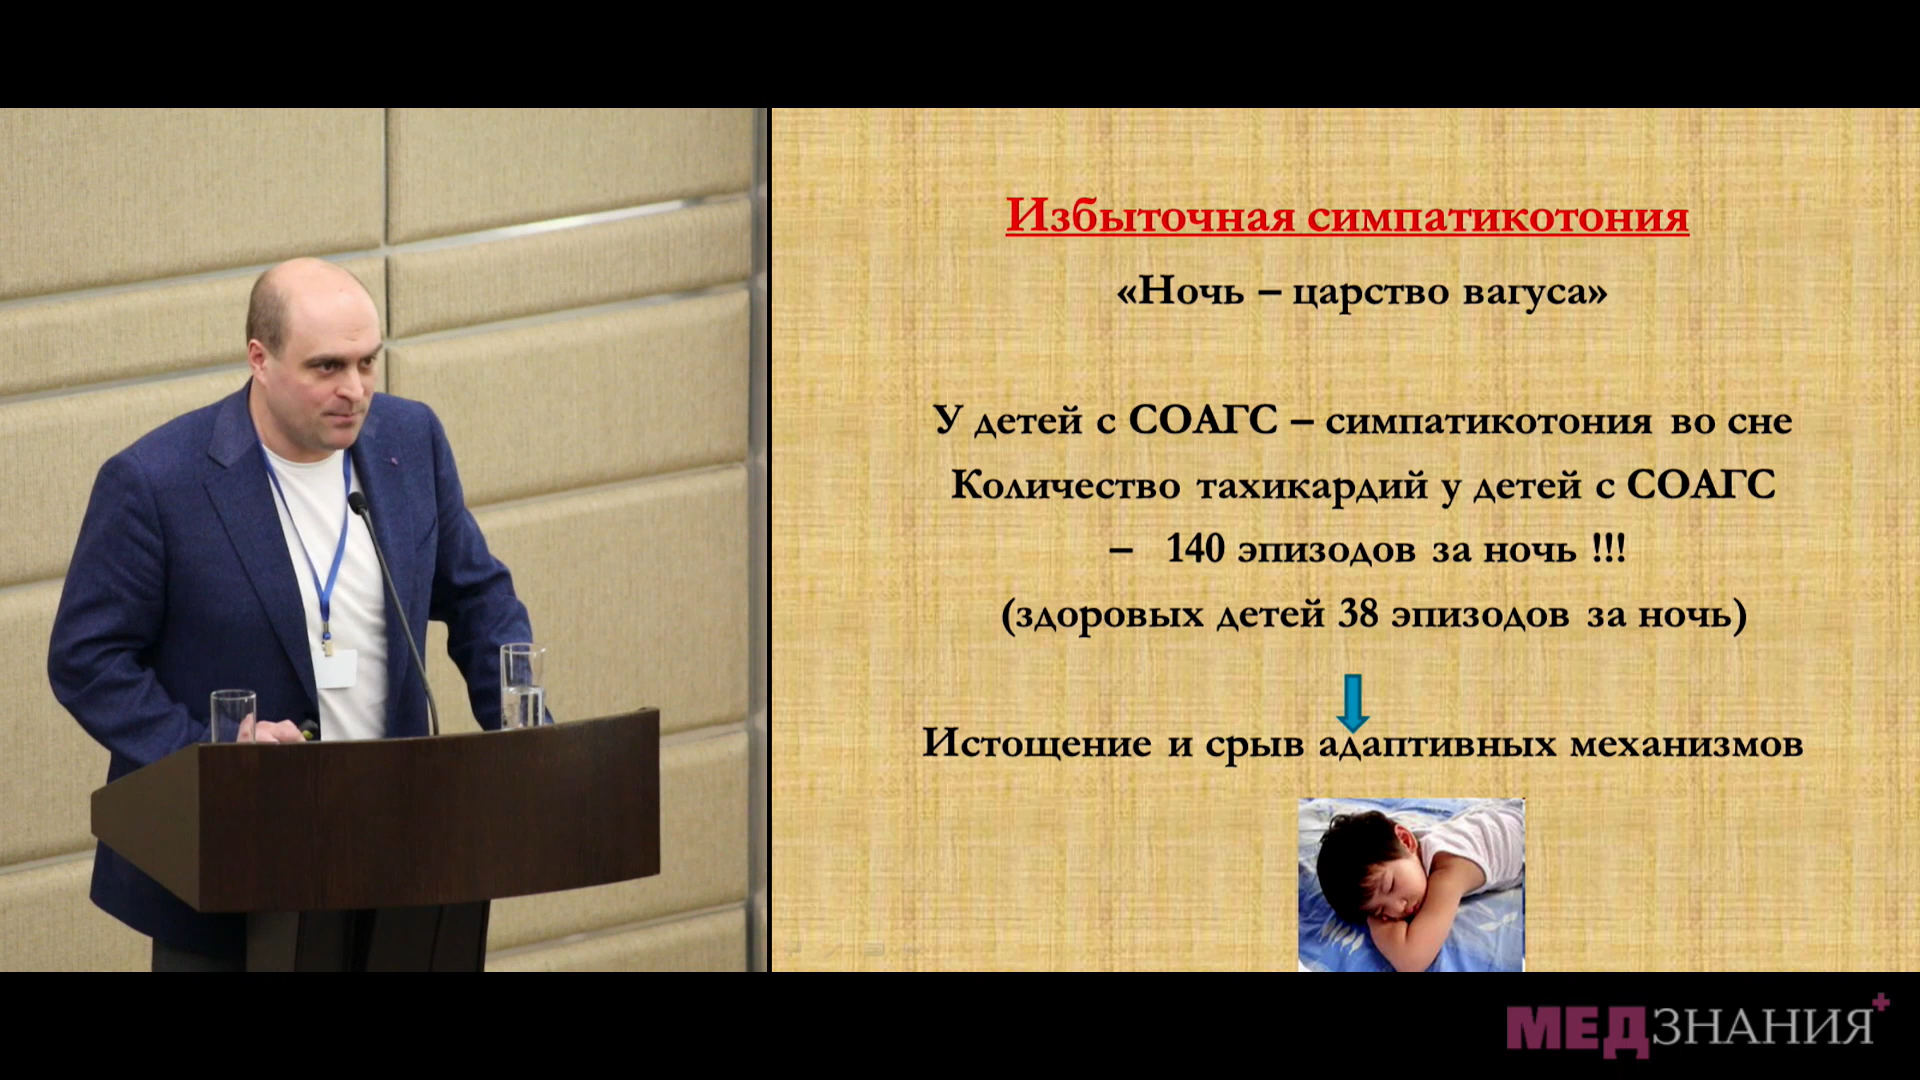 Избыточная симпатикотония
«Ночь – царство вагуса»
У детей с СОАГС – симпатикотония во сне
Количество тахикардий у детей с СОАГС
– 140 эпизодов за ночь !!!
(здоровых детей 38 эпизодов за ночь)
Истощение и срыв адаптивных механизмов
МЕДЗНАНИЯ+